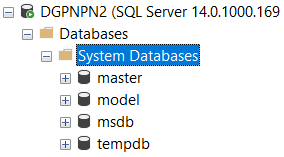 DGPNPN2 (SQL Server 14.0.1000.169
Databases
System Databases
master
model
msdb
tempdb